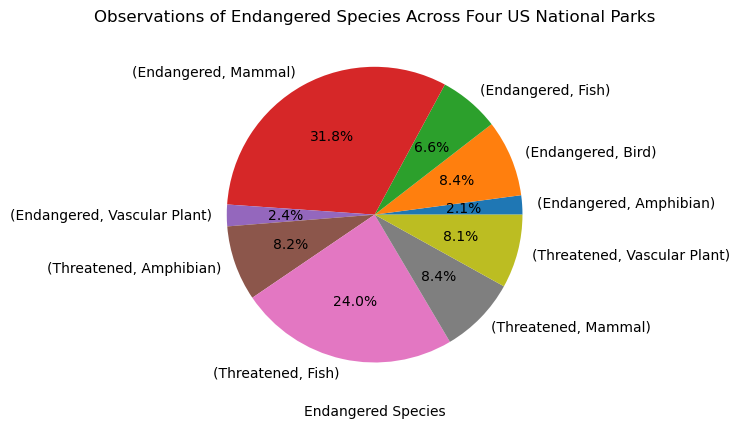 Observations of Endangered Species Across Four US National Parks
(Endangered, Mammal)
(Endangered, Fish)
31.8%
6.6%
(Endangered, Bird)
8.4%
(Endangered, Amphibian)
2.1%
(Endangered, Vascular Plant)
2.4%
8.1%
8.2%
(Threatened, Vascular Plant)
(Threatened, Amphibian)
8.4%
24.0%
(Threatened, Mammal)
(Threatened, Fish)
Endangered Species